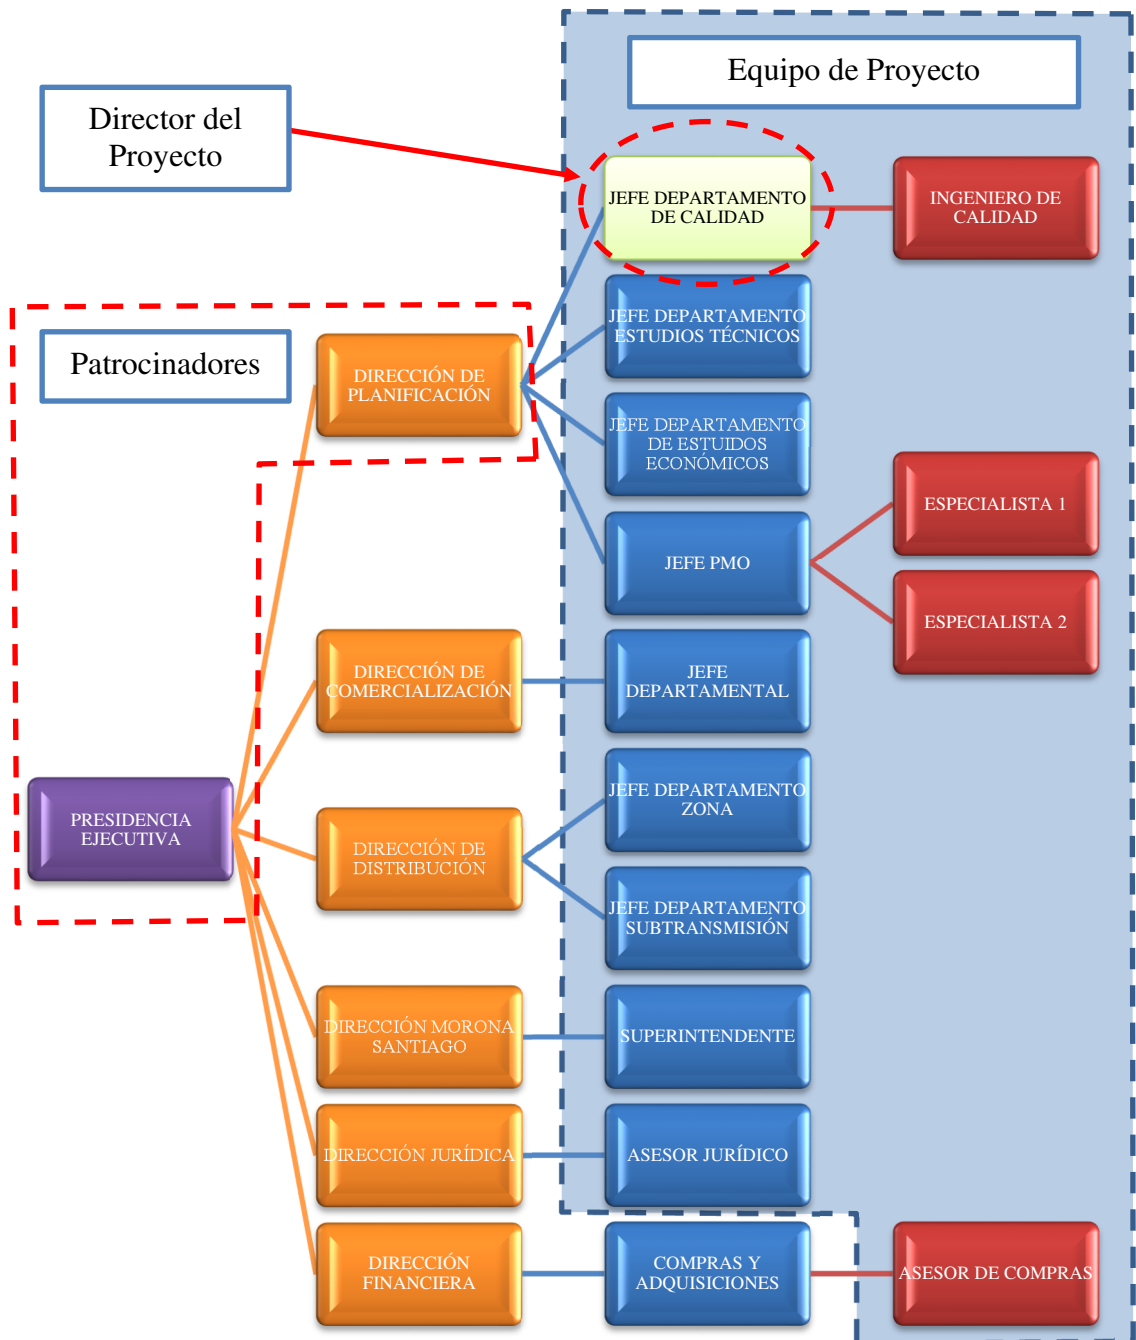 Equipo de Proyecto
Director del
Proyecto
JEFE DEPARTAMENTO
DE CALIDAD
INGENIERO DE
CALIDAD
JEFE DEPARTAMENTO
ESTUDIOS TÉCNICOS
Patrocinadores
DIRECCIÓN DE
PLANIFICACIÓN
JEFE DEPARTAMENTO
DE ESTUIDOS
ECONÓMICOS
ESPECIALISTA 1
JEFE PMO
ESPECIALISTA 2
DIRECCIÓN DE
COMERCIALIZACIÓN
JEFE
DEPARTAMENTAL
JEFE DEPARTAMENTO
ZONA
PRESIDENCIA
EJECUTIVA
DIRECCIÓN DE
DISTRIBUCIÓN
JEFE DEPARTAMENTO
SUBTRANSMISIÓN
DIRECCIÓN MORONA
SANTIAGO
SUPERINTENDENTE
DIRECCIÓN JURÍDICA
ASESOR JURÍDICO
DIRECCIÓN
FINANCIERA
COMPRAS Y
ADQUISICIONES
ASESOR DE COMPRAS